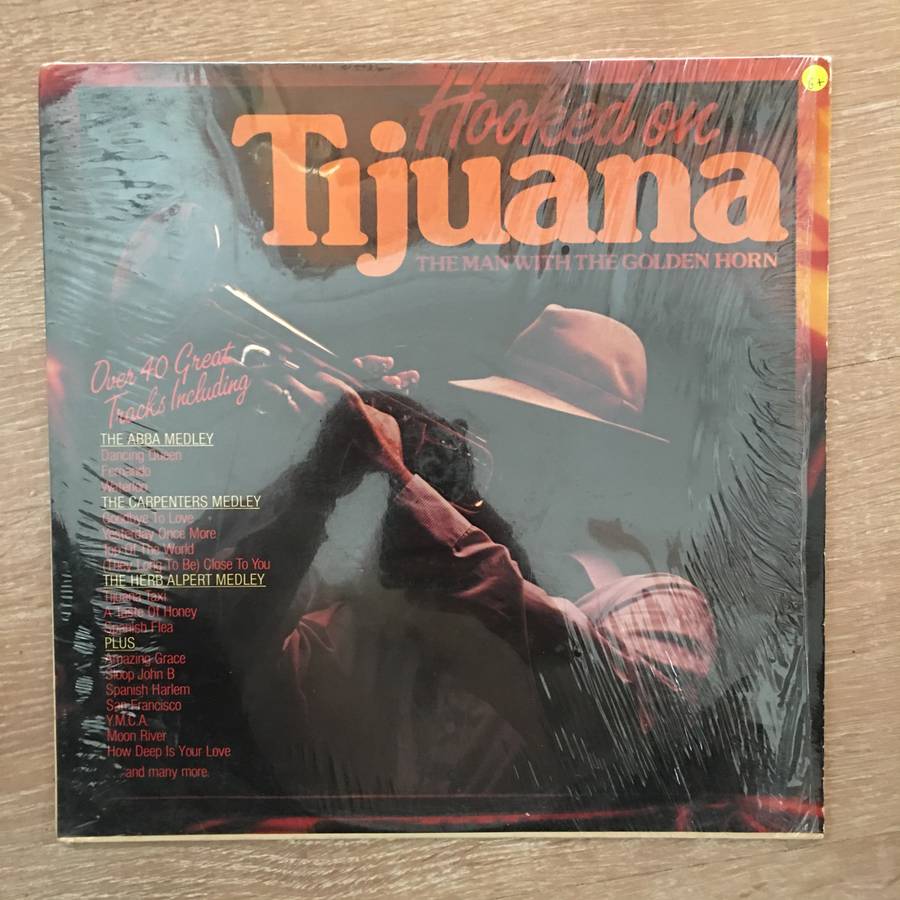 Hooked on
Tijuana
THE MAN WITH THE GOLDEN HORN
Over 40 Great
Tracks Including
THE ABBA MEDLEY
Dancing Queen
Fernando
Waterloo
THE CARPENTERS MEDLEY
Goodbye To Love
Yesterday Once More
Top Of The World
(They Long To Be) Close To You
THE HERB ALPERT MEDLEY
Tijuana Taxi
A Taste Of Honey
Spanish Flea
PLUS
Amazing Grace
Sloop John B
Spanish Harlem
San Francisco
Y.M.C.A.
Moon River
How Deep Is Your Love
and many more